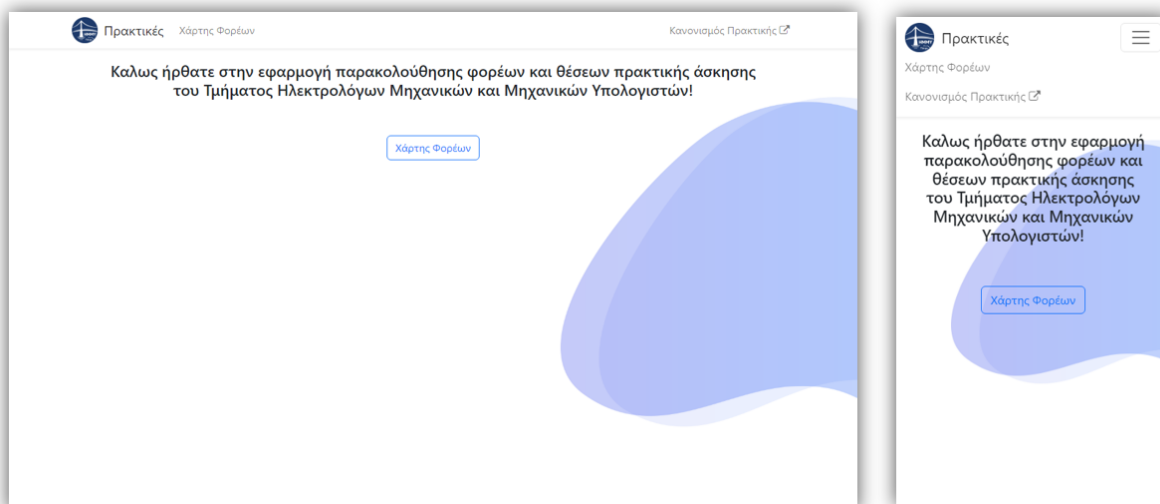 Πρακτικές Χάρτης Φορέων Κανονισμός Πρακτικής
Καλως ήρθατε στην εφαρμογή παρακολούθησης φορέων και θέσεων πρακτικής άσκησης
του Τμήματος Ηλεκτρολόγων Μηχανικών και Μηχανικών Υπολογιστών!
Χάρτης Φορέων
Πρακτικές
Χάρτης Φορέων
Κανονισμός Πρακτικής
Καλως ήρθατε στην εφαρμογή
παρακολούθησης φορέων και
θέσεων πρακτικής άσκησης
του Τμήματος Ηλεκτρολόγων
Μηχανικών και Μηχανικών
Υπολογιστών!
Χάρτης Φορέων